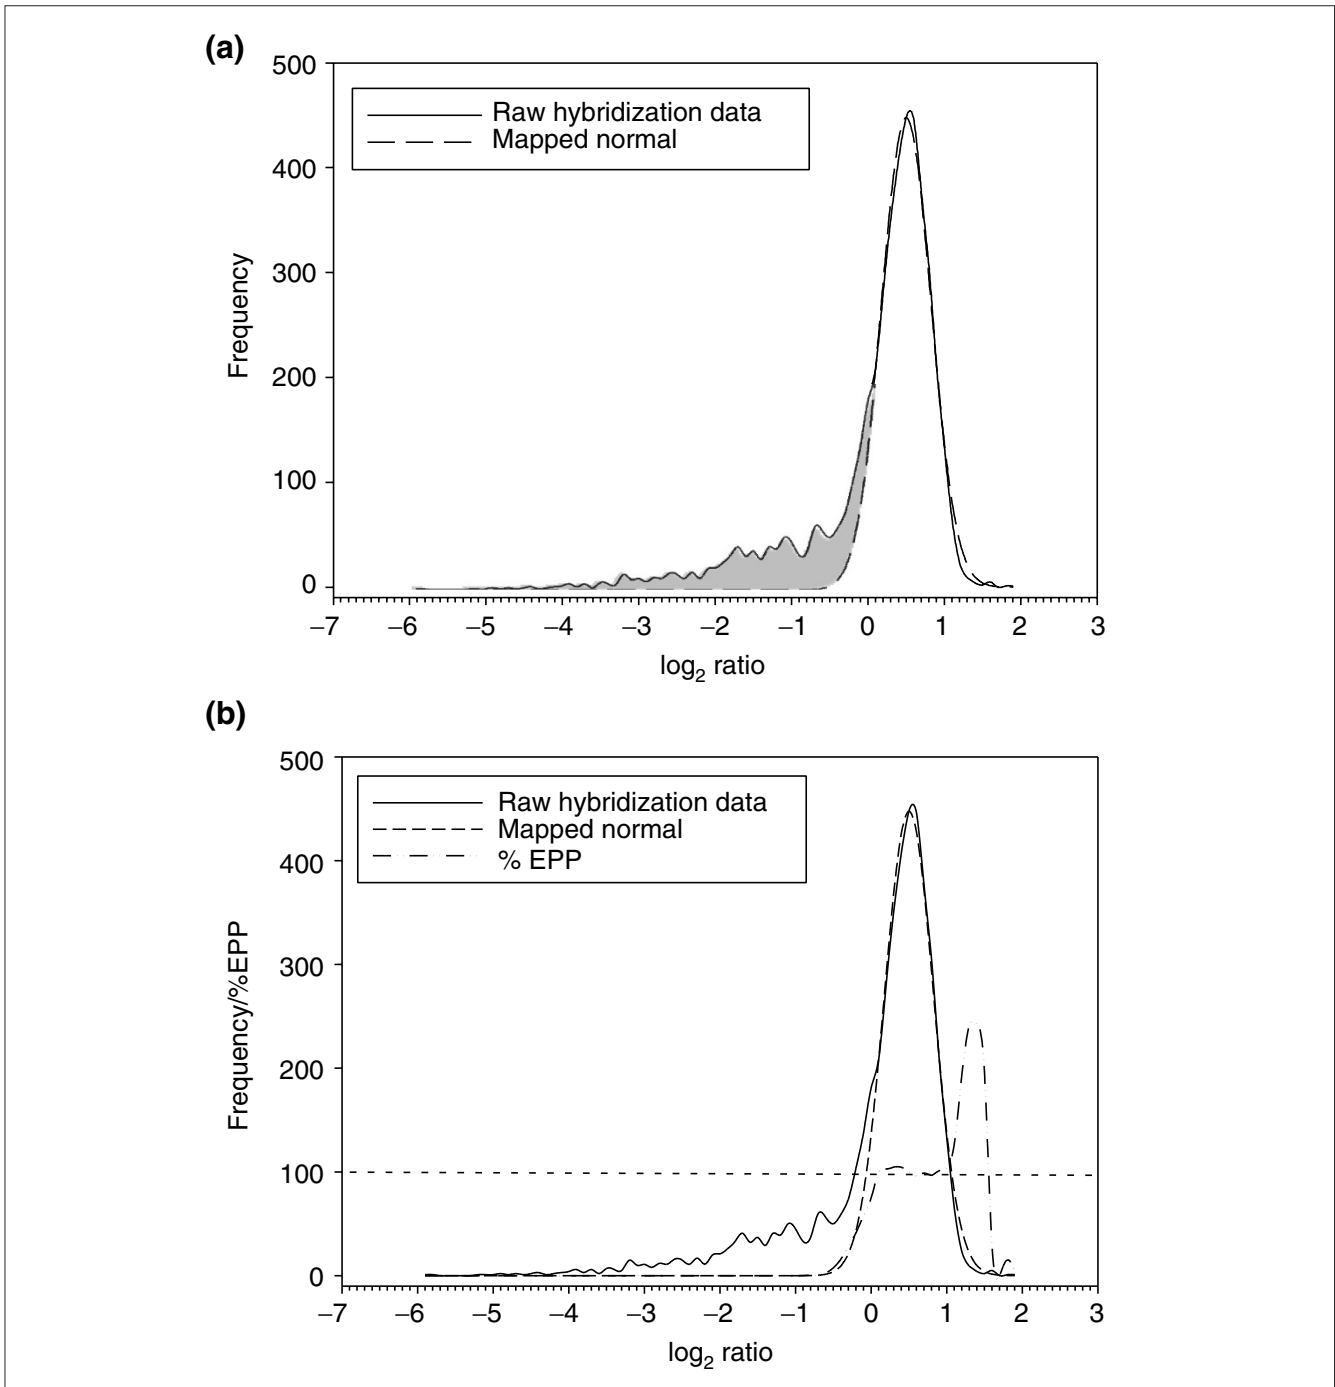 (a)
500
400
300
200
100
0
Frequency
Raw hybridization data
Mapped normal
−7 −6 −5 −4 −3 −2 −1 0 1 2 3
log2 ratio
(b)
500
400
300
200
100
0
Frequency/%EPP
Raw hybridization data
Mapped normal
% EPP
−7 −6 −5 −4 −3 −2 −1 0 1 2 3
log2 ratio